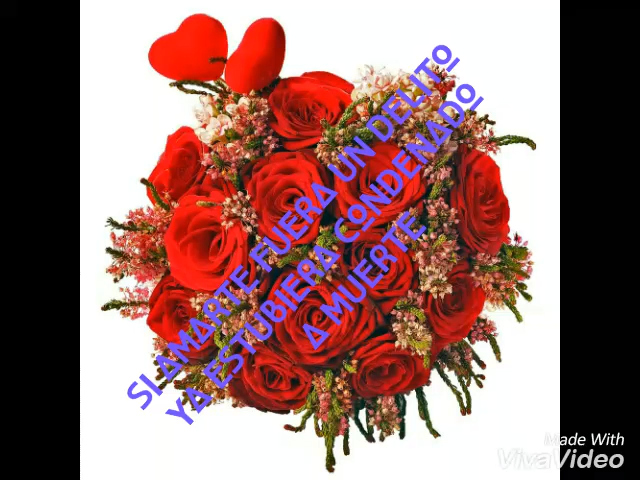 SI AMARTE FUERA UN DELITO
YA ESTUBIERA CONDENADO
A MUERTE
Made With
VivaVideo